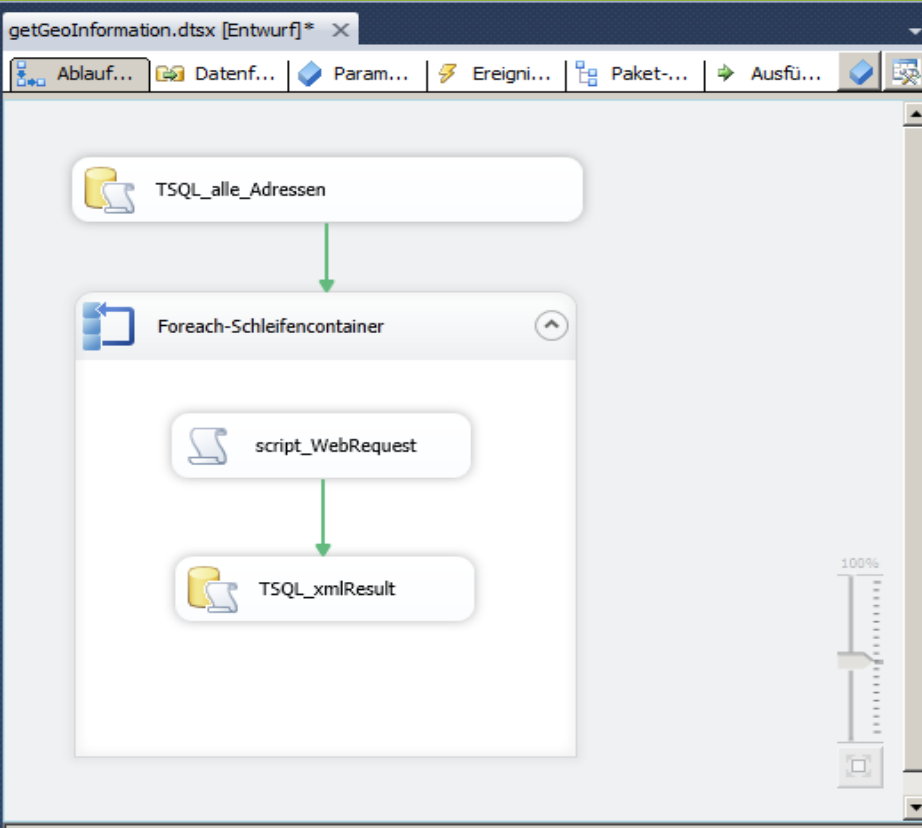 getGeoInformation.dtsx [Entwurf]*
Ablauf... Datenf... Param... Ereigni... Paket-... Ausfü...
TSQL_alle_Adressen
Foreach-Schleifencontainer
script_WebRequest
TSQL_xmlResult
100%